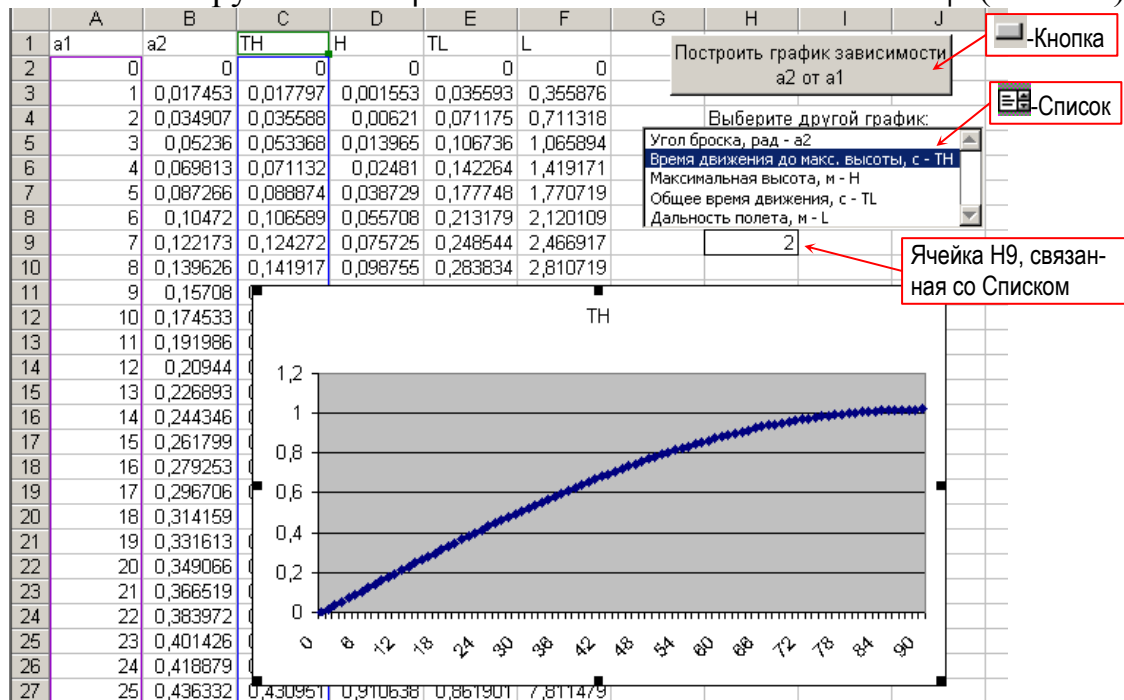 A B C D E F G H I J
1 a1 a2 TH H TL L
2 0 0 0 0 0 0
3 1 0,017453 0,017797 0,001553 0,035593 0,355876
4 2 0,034907 0,035588 0,00621 0,071175 0,711318
5 3 0,05236 0,053368 0,013965 0,106736 1,065894
6 4 0,069813 0,071132 0,02481 0,142264 1,419171
7 5 0,087266 0,088874 0,038729 0,177748 1,770719
8 6 0,10472 0,106589 0,055708 0,213179 2,120109
9 7 0,122173 0,124272 0,075725 0,248544 2,466917
10 8 0,139626 0,141917 0,098755 0,283834 2,810719
11 9 0,15708
12 10 0,174533
13 11 0,191986
14 12 0,20944
15 13 0,226893
16 14 0,244346
17 15 0,261799
18 16 0,279253
19 17 0,296706
20 18 0,314159
21 19 0,331613
22 20 0,349066
23 21 0,366519
24 22 0,383972
25 23 0,401426
26 24 0,418879
27 25 0,436332 0,430951 0,910638 0,861901 7,811479
Построить график зависимости
a2 от a1
-Кнопка
Выберите другой график:
-Список
Угол броска, рад - a2
Время движения до макс. высоты, с - TH
Максимальная высота, м - H
Общее время движения, с - TL
Дальность полета, м - L
2
Ячейка H9, связан-
ная со Списком
TH
1,2
1
0,8
0,6
0,4
0,2
0
0 6 12 18 24 30 36 42 48 54 60 66 72 78 84 90